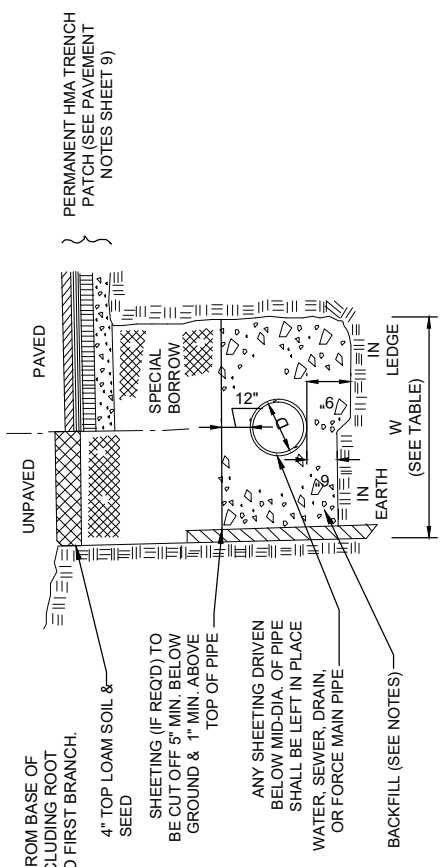 UNPAVED
PAVED
PERMANENT HMA TRENCH
PATCH (SEE PAVEMENT
NOTES SHEET 9)
ROM BASE OF
CLUDING ROOT
D FIRST BRANCH.
4" TOP LOAM SOIL &
SEED
SPECIAL
BORROW
SHEETING (IF REQ'D) TO
BE CUT OFF 5" MIN. BELOW
GROUND & 1" MIN. ABOVE
TOP OF PIPE
12"
D
ANY SHEETING DRIVEN
BELOW MID-DIA. OF PIPE
SHALL BE LEFT IN PLACE
WATER, SEWER, DRAIN,
OR FORCE MAIN PIPE
BACKFILL (SEE NOTES)
IN
EARTH
IN
LEDGE
W
(SEE TABLE)